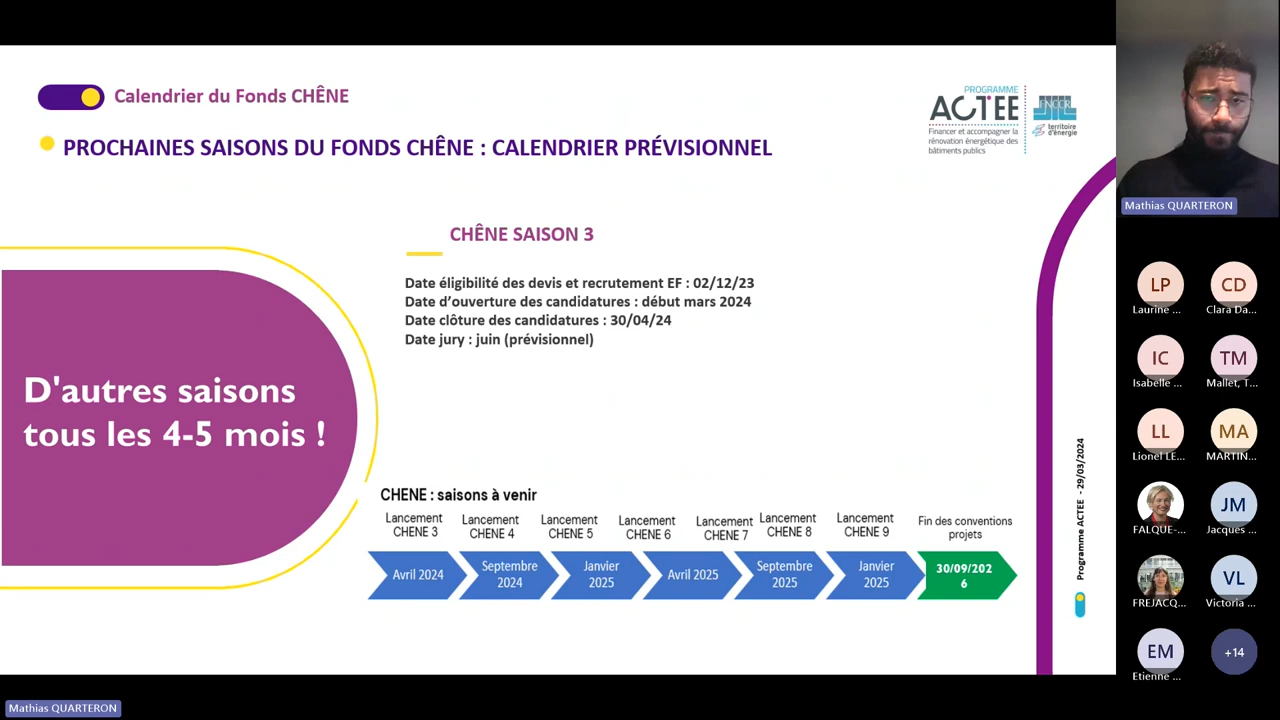 Calendrier du Fonds CHÊNE
PROCHAINES SAISONS DU FONDS CHÊNE : CALENDRIER PRÉVISIONNEL
PROGRAMME
ACTEE
Financer et accompagner la
rénovation énergétique des
bâtiments publics
FNCCR
territoire
d'énergie
CHÊNE SAISON 3
Date éligibilité des devis et recrutement EF : 02/12/23
Date d’ouverture des candidatures : début mars 2024
Date clôture des candidatures : 30/04/24
Date jury : juin (prévisionnel)
D'autres saisons
tous les 4-5 mois !
CHENE : saisons à venir
Lancement
CHENE 3
Lancement
CHENE 4
Lancement
CHENE 5
Lancement
CHENE 6
Lancement
CHENE 7
Lancement
CHENE 8
Lancement
CHENE 9
Fin des conventions
projets
Avril 2024
Septembre
2024
Janvier
2025
Avril 2025
Septembre
2025
Janvier
2025
30/09/202
6
Programme ACTEE - 29/03/2024
Mathias QUARTERON
LP
Laurine ...
CD
Clara Da...
IC
Isabelle ...
TM
Mallet, T...
LL
Lionel LE...
MA
MARTIN...
FALQUE-...
JM
Jacques ...
FREJACQ...
VL
Victoria ...
EM
Etienne ...
+14
Mathias QUARTERON